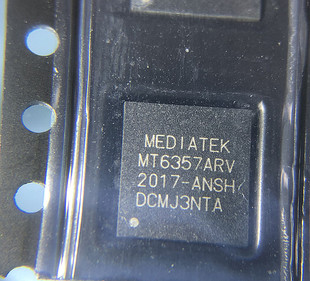 MEDIATEK
MT6357ARV
2017-ANSH
DCMJ3NTA